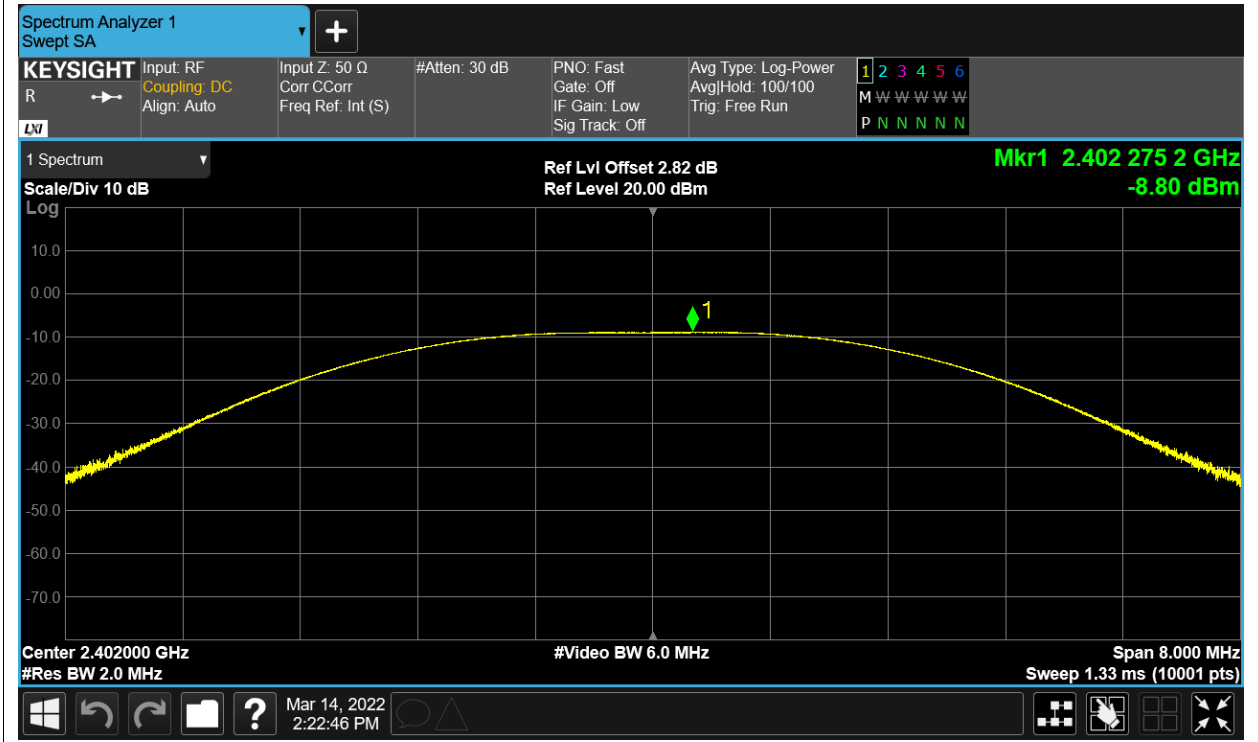 Spectrum Analyzer 1
Swept SA
+
KEYSIGHT
R
LXI
Input: RF
Coupling: DC
Align: Auto
Input Z: 50 Ω
Corr CCorr
Freq Ref: Int (S)
#Atten: 30 dB
PNO: Fast
Gate: Off
IF Gain: Low
Sig Track: Off
Avg Type: Log-Power
Avg|Hold: 100/100
Trig: Free Run
1 2 3 4 5 6
M W W W W W
P N N N N N
1 Spectrum
Scale/Div 10 dB
Log
Ref Lvl Offset 2.82 dB
Ref Level 20.00 dBm
Mkr1 2.402 275 2 GHz
-8.80 dBm
10.0
0.00
-10.0
-20.0
-30.0
-40.0
-50.0
-60.0
-70.0
1
Center 2.402000 GHz
#Res BW 2.0 MHz
#Video BW 6.0 MHz
Span 8.000 MHz
Sweep 1.33 ms (10001 pts)
?
Mar 14, 2022
2:22:46 PM